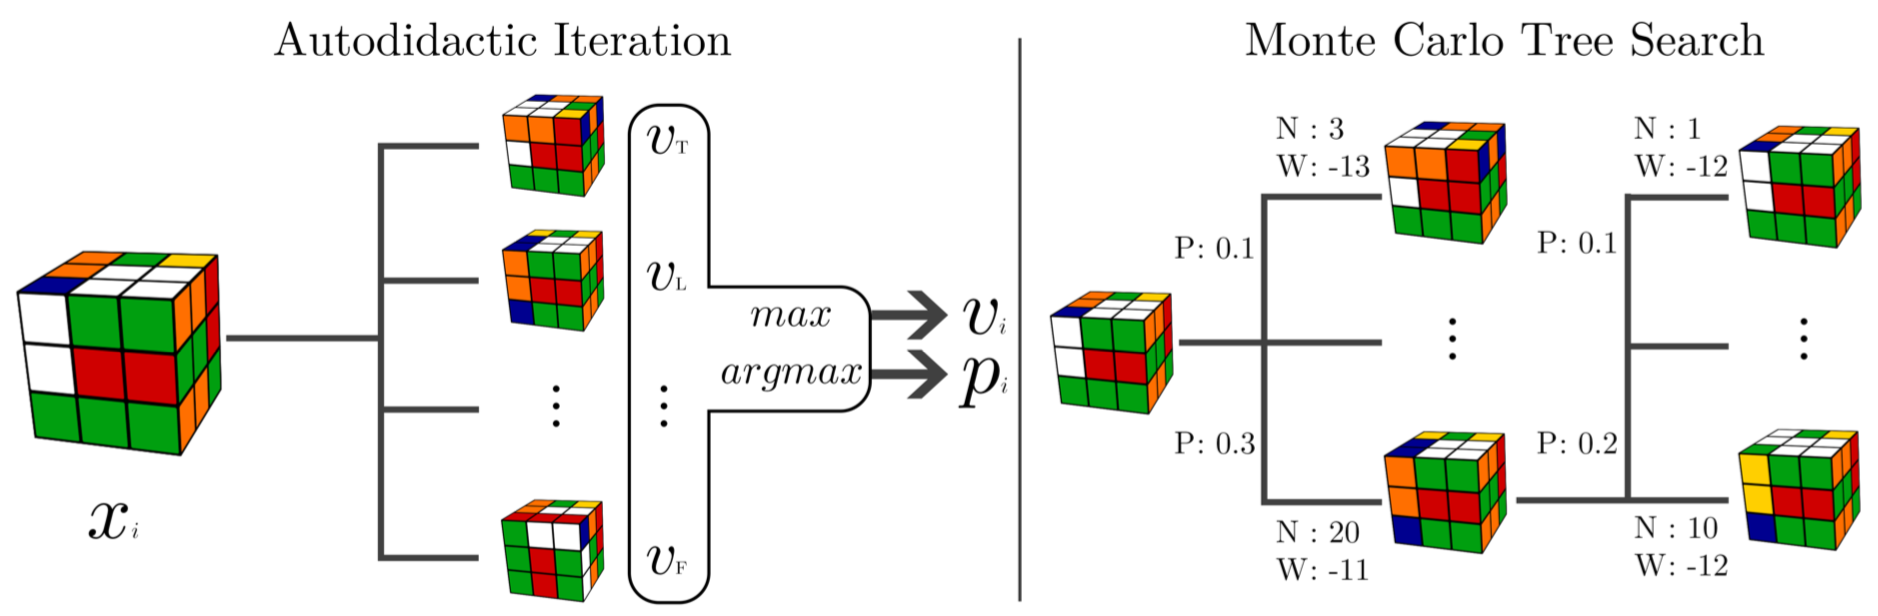 Autodidactic Iteration
v_T
v_L
v_F
max
argmax
v_i
p_i
x_i
Monte Carlo Tree Search
N : 3
W: -13
P: 0.1
P: 0.3
N : 20
W: -11
N : 1
W: -12
P: 0.1
P: 0.2
N : 10
W: -12